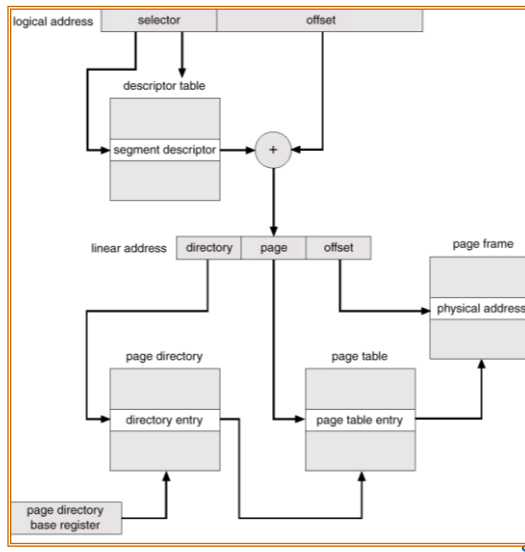 logical address
selector
offset
descriptor table
segment descriptor
+
linear address
directory
page
offset
page frame
physical address
page directory
page table
directory entry
page table entry
page directory
base register